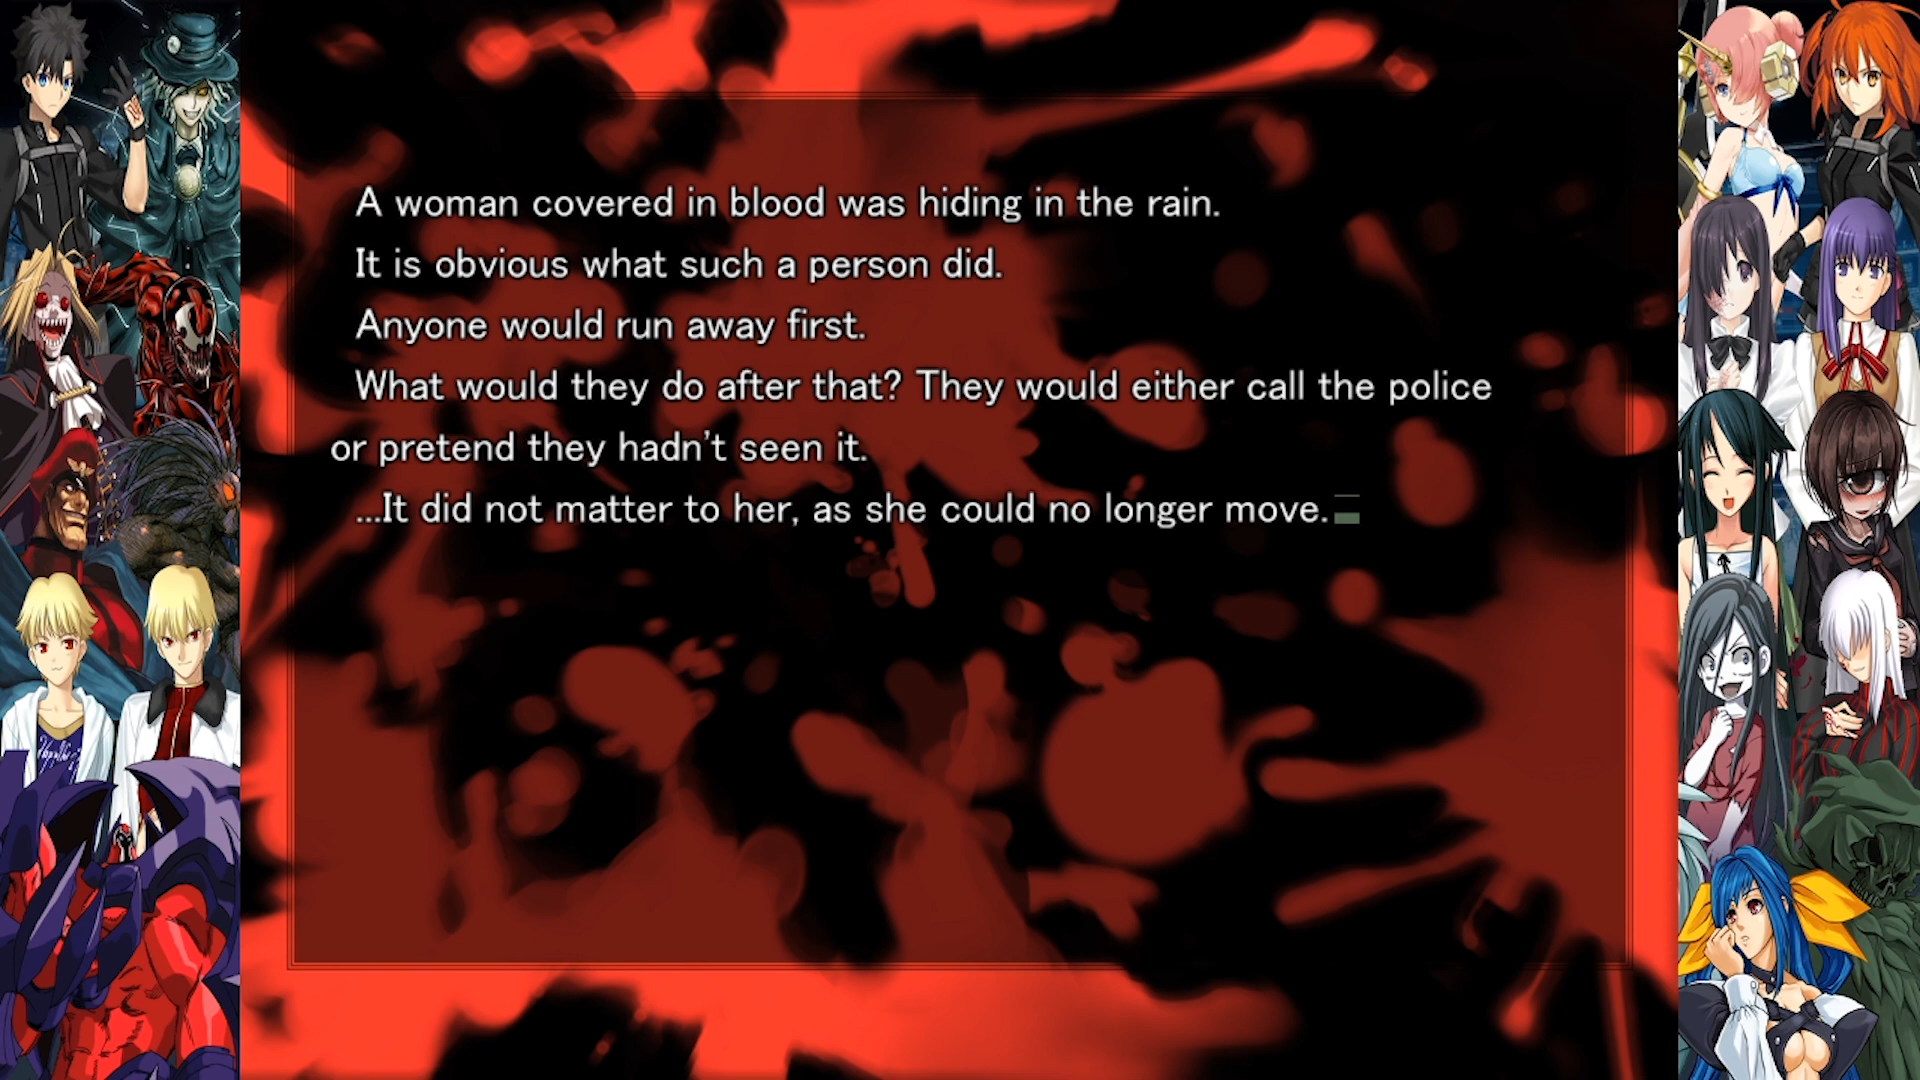 A woman covered in blood was hiding in the rain.
It is obvious what such a person did.
Anyone would run away first.
What would they do after that? They would either call the police
or pretend they hadn't seen it.
...It did not matter to her, as she could no longer move.